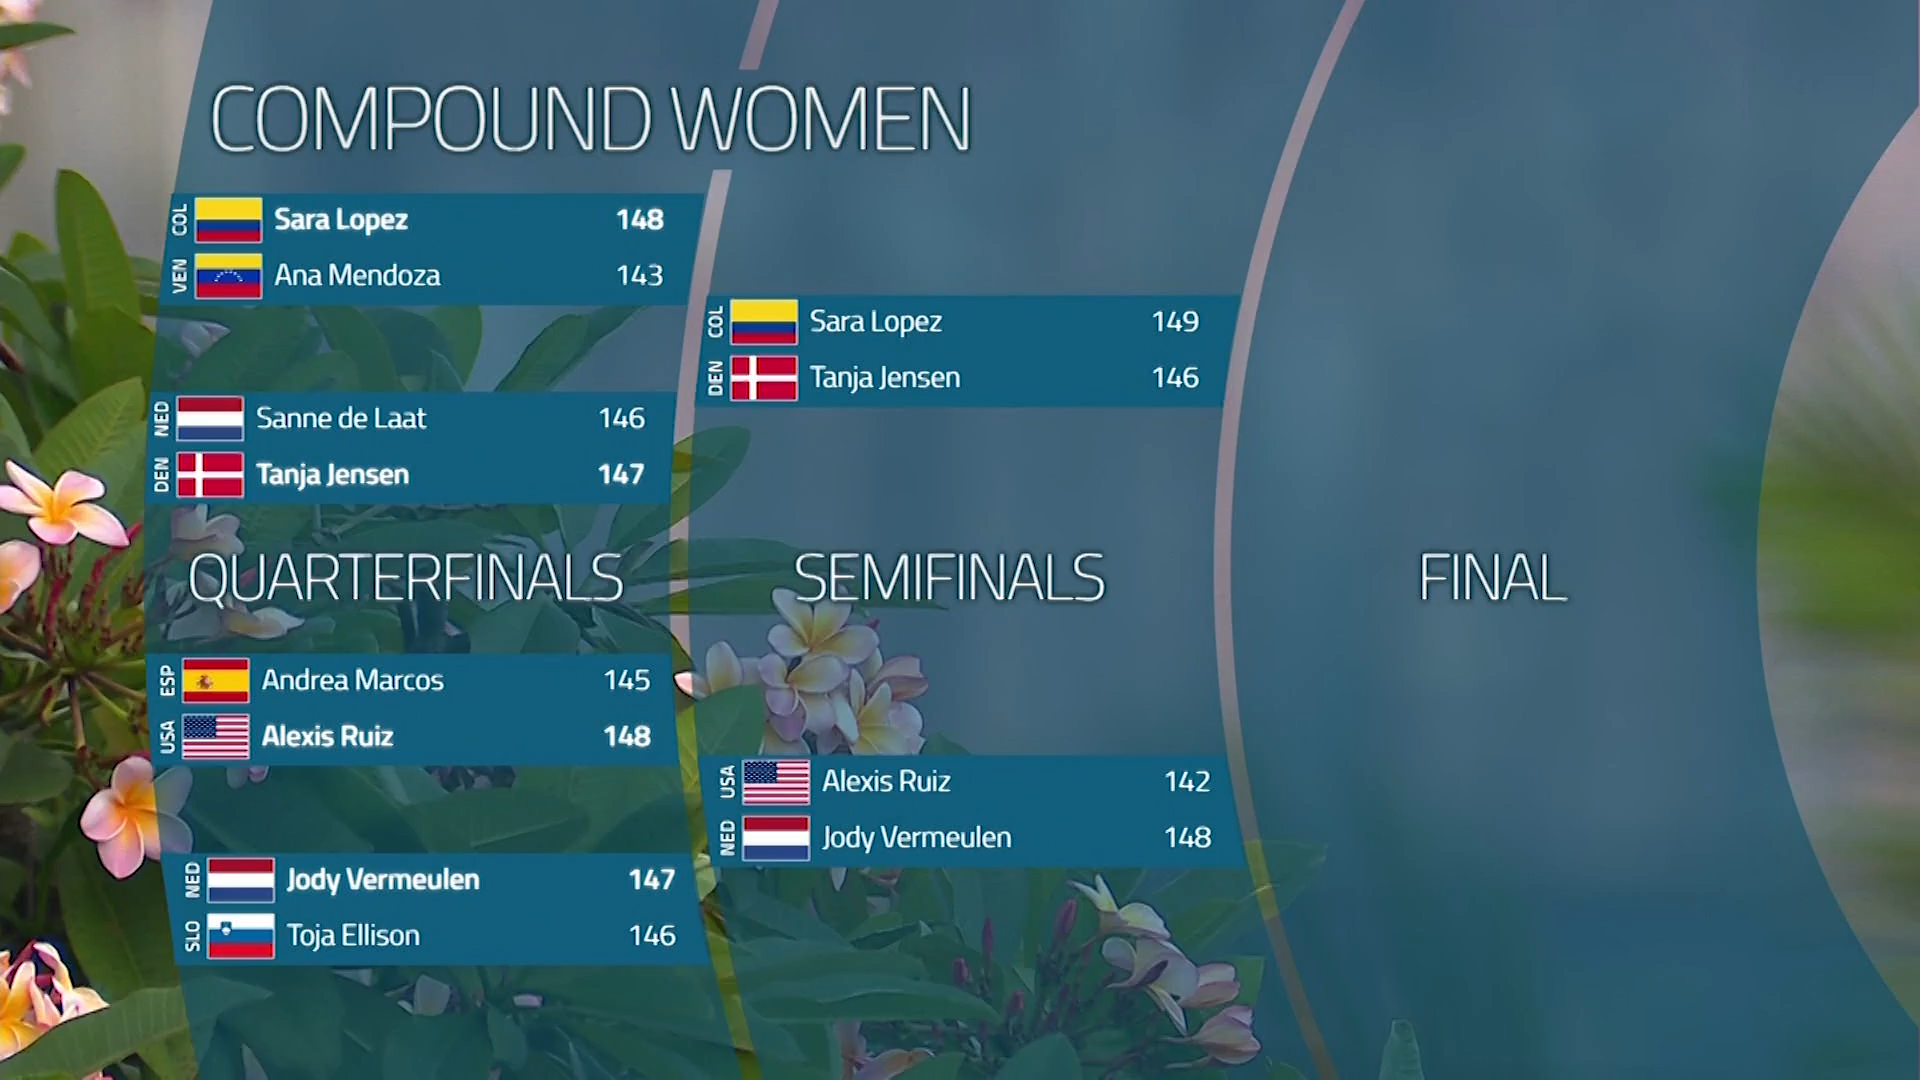 COMPOUND WOMEN
COL Sara Lopez 148
VEN Ana Mendoza 143
NED Sanne de Laat 146
DEN Tanja Jensen 147
QUARTERFINALS
ESP Andrea Marcos 145
USA Alexis Ruiz 148
NED Jody Vermeulen 147
SLO Toja Ellison 146
COL Sara Lopez 149
DEN Tanja Jensen 146
SEMIFINALS
USA Alexis Ruiz 142
NED Jody Vermeulen 148
FINAL